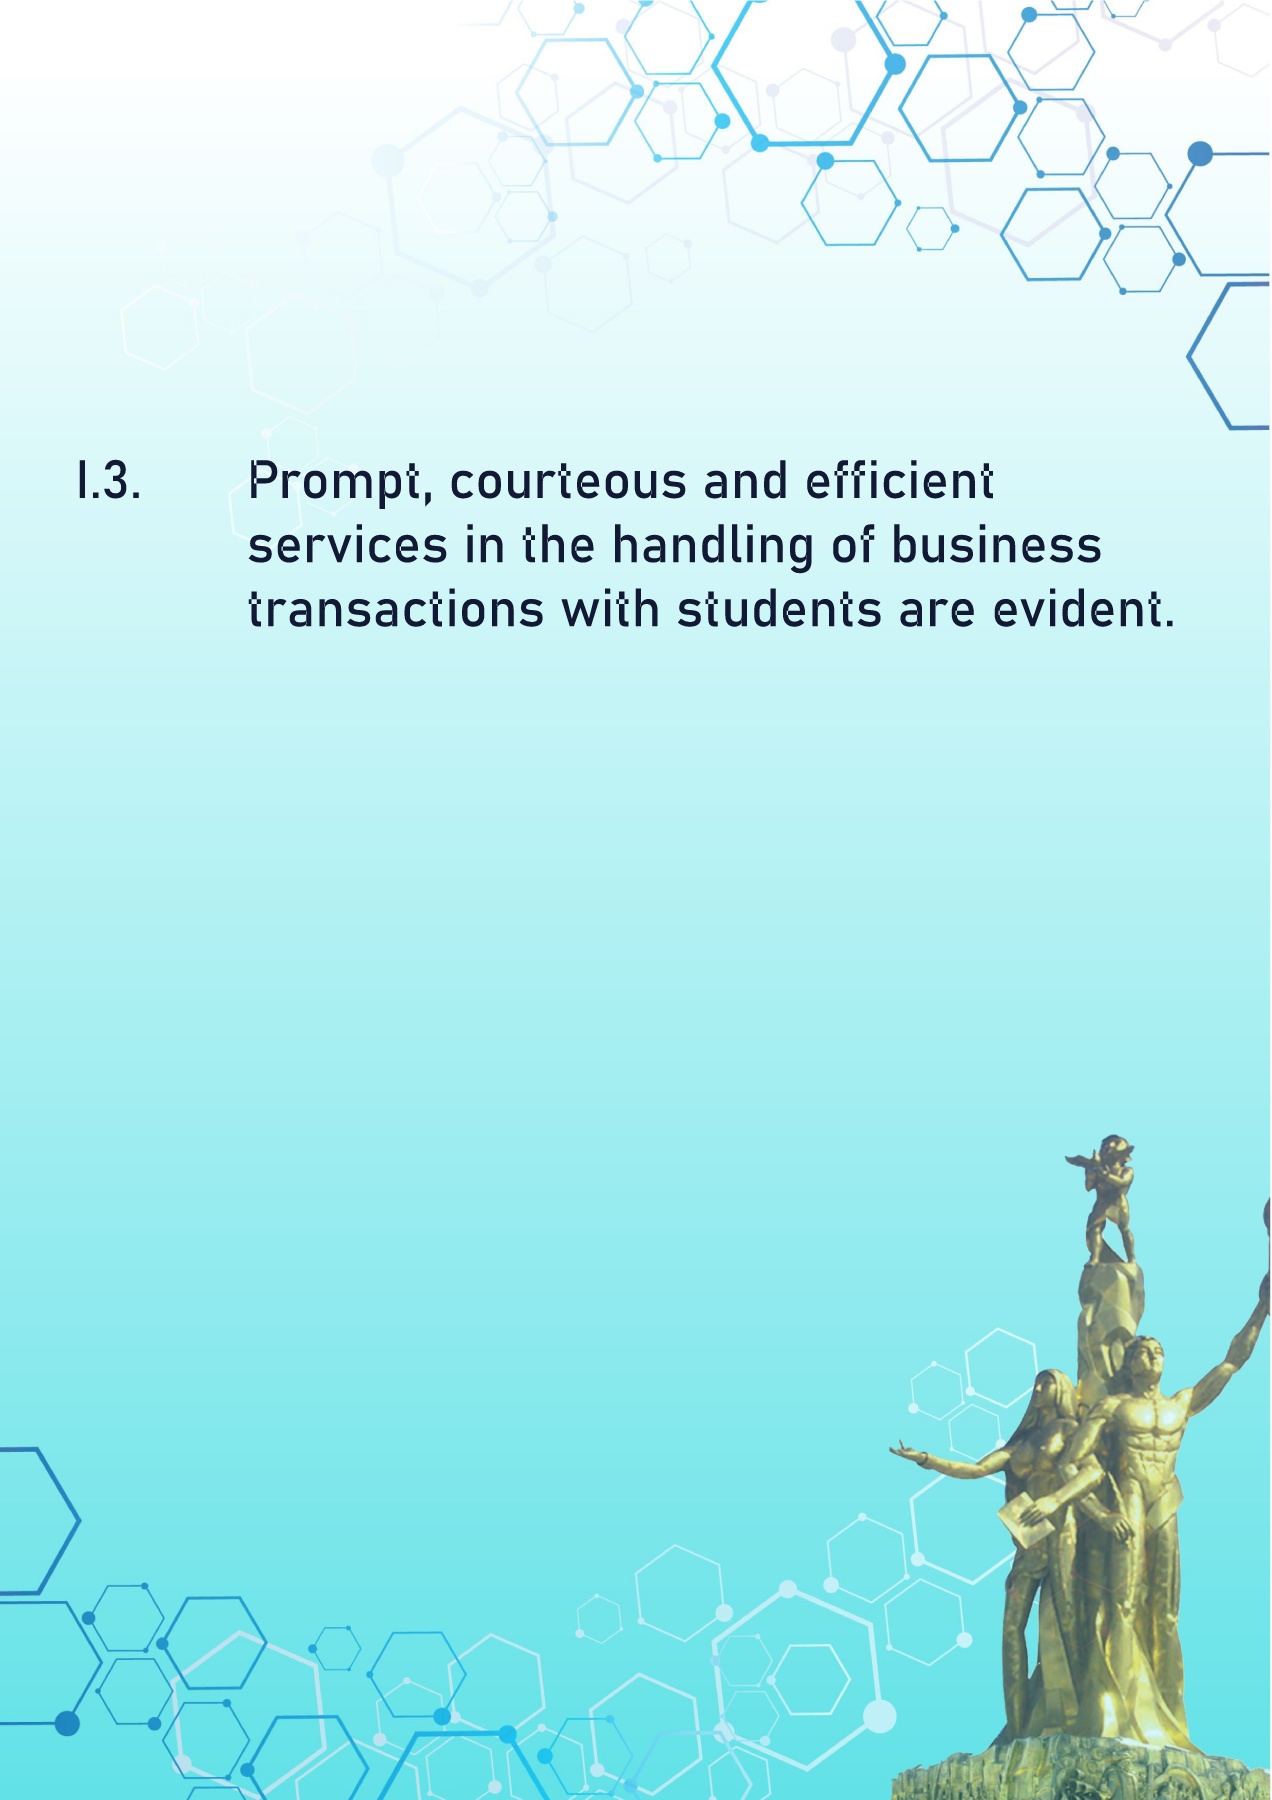 I.3. Prompt, courteous and efficient
services in the handling of business
transactions with students are evident.